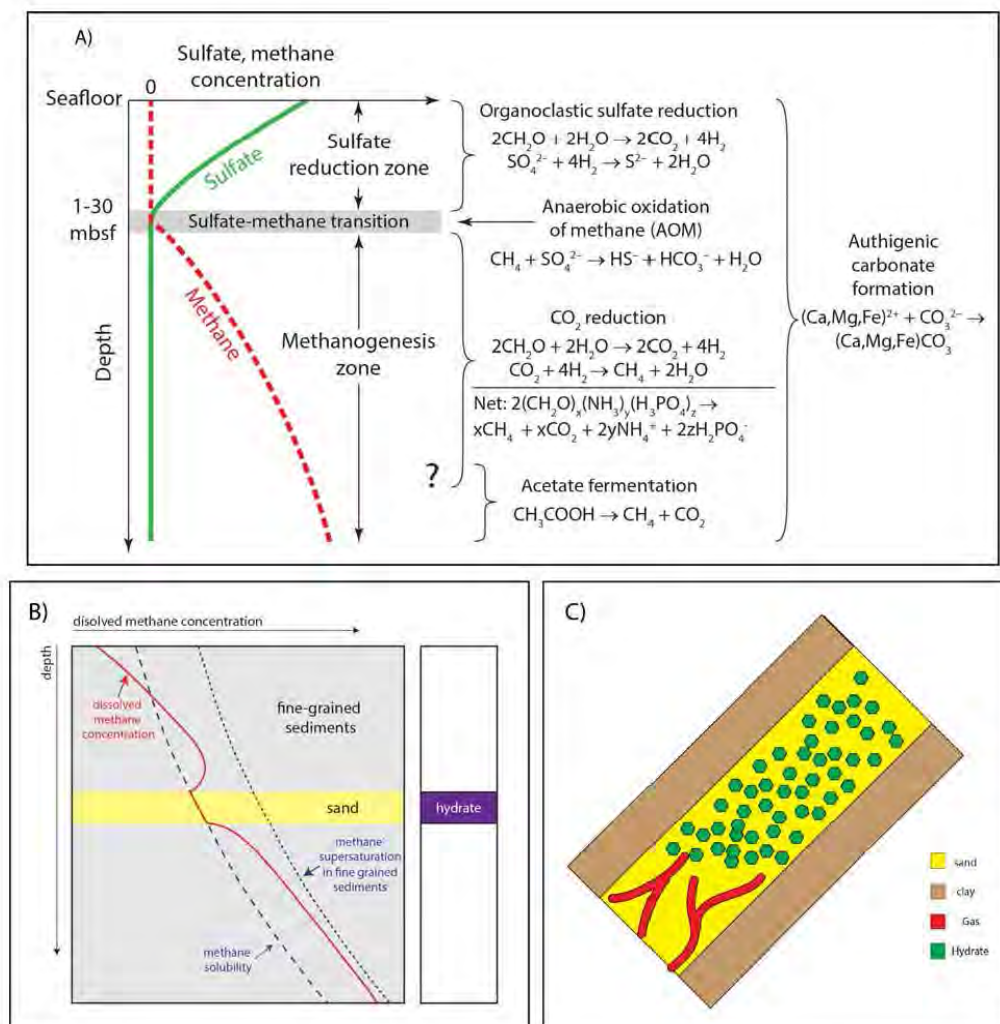 A)
Sulfate, methane
concentration
0
Seafloor
Sulfate
Sulfate
reduction zone
1-30
mbsf
Sulfate-methane transition
Methane
Methanogenesis
zone
Depth
?
Organoclastic sulfate reduction
2CH₂O + 2H₂O → 2CO₂ + 4H₂
SO₄²⁻ + 4H₂ → S²⁻ + 2H₂O
Anaerobic oxidation
of methane (AOM)
CH₄ + SO₄²⁻ → HS⁻ + HCO₃⁻ + H₂O
CO₂ reduction
2CH₂O + 2H₂O → 2CO₂ + 4H₂
CO₂ + 4H₂ → CH₄ + 2H₂O
Net: 2(CH₂O)ₓ(NH₃)ᵧ(H₃PO₄)z →
xCH₄ + xCO₂ + 2yNH₄⁺ + 2zH₂PO₄⁻
Acetate fermentation
CH₃COOH → CH₄ + CO₂
Authigenic
carbonate
formation
(Ca,Mg,Fe)²⁺ + CO₃²⁻ →
(Ca,Mg,Fe)CO₃
B)
disolved methane concentration
depth
dissolved
methane
concentration
fine-grained
sediments
sand
hydrate
methane
supersaturation
in fine grained
sediments
methane
solubility
C)
sand
clay
Gas
Hydrate